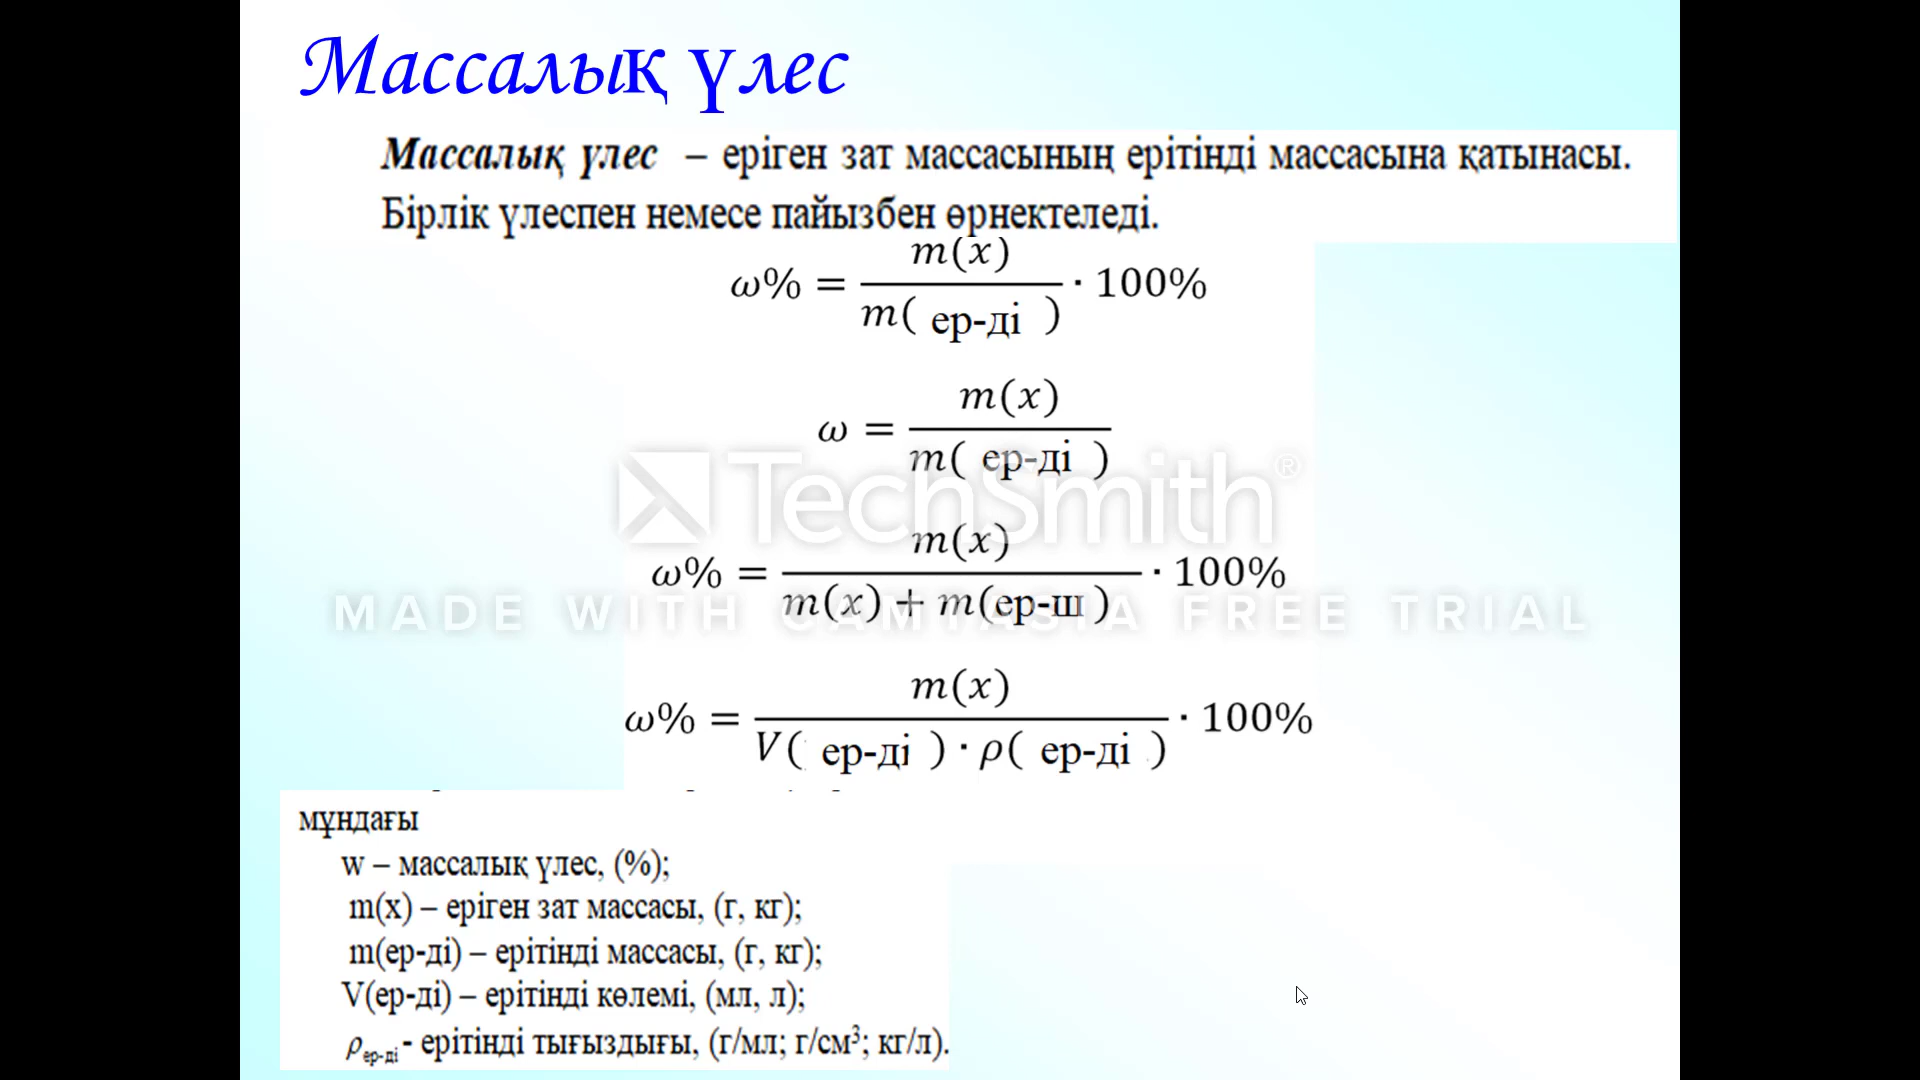 Массалық үлес
Массалық үлес – еріген зат массасының ерітінді массасына қатынасы.
Бірлік үлеспен немесе пайызбен өрнектеледі.
ω% = m(x) / m( ер-ді ) · 100%
ω = m(x) / m( ер-ді )
TechSmith®
ω% = m(x) / m(x) + m(ер-ш ) · 100%
MADE WITH CAMTASIA FREE TRIAL
ω% = m(x) / V( ер-ді ) · ρ( ер-ді ) · 100%
мұндағы
w – массалық үлес, (%);
m(x) – еріген зат массасы, (г, кг);
m(ер-ді) – ерітінді массасы, (г, кг);
V(ер-ді) – ерітінді көлемі, (мл, л);
ρер-ді - ерітінді тығыздығы, (г/мл; г/см³; кг/л).